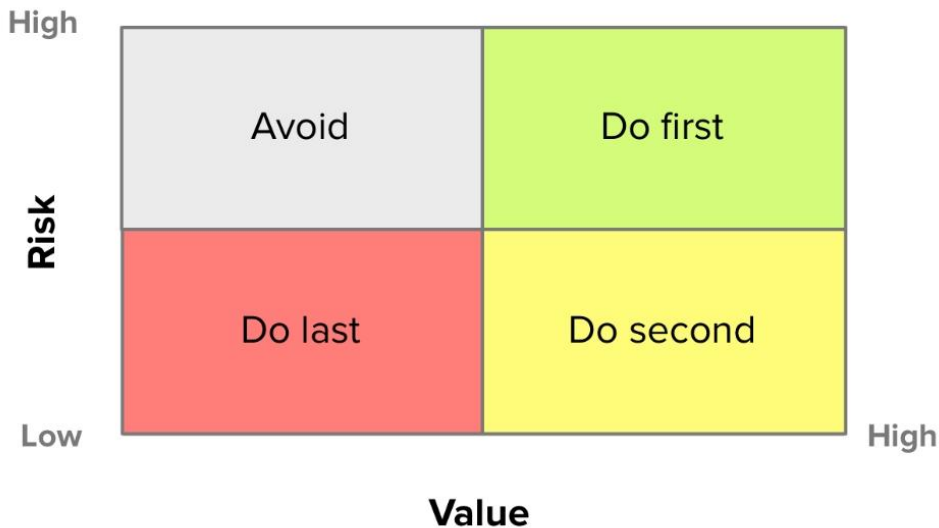 High
Avoid
Do first
Risk
Do last
Do second
Low
High
Value